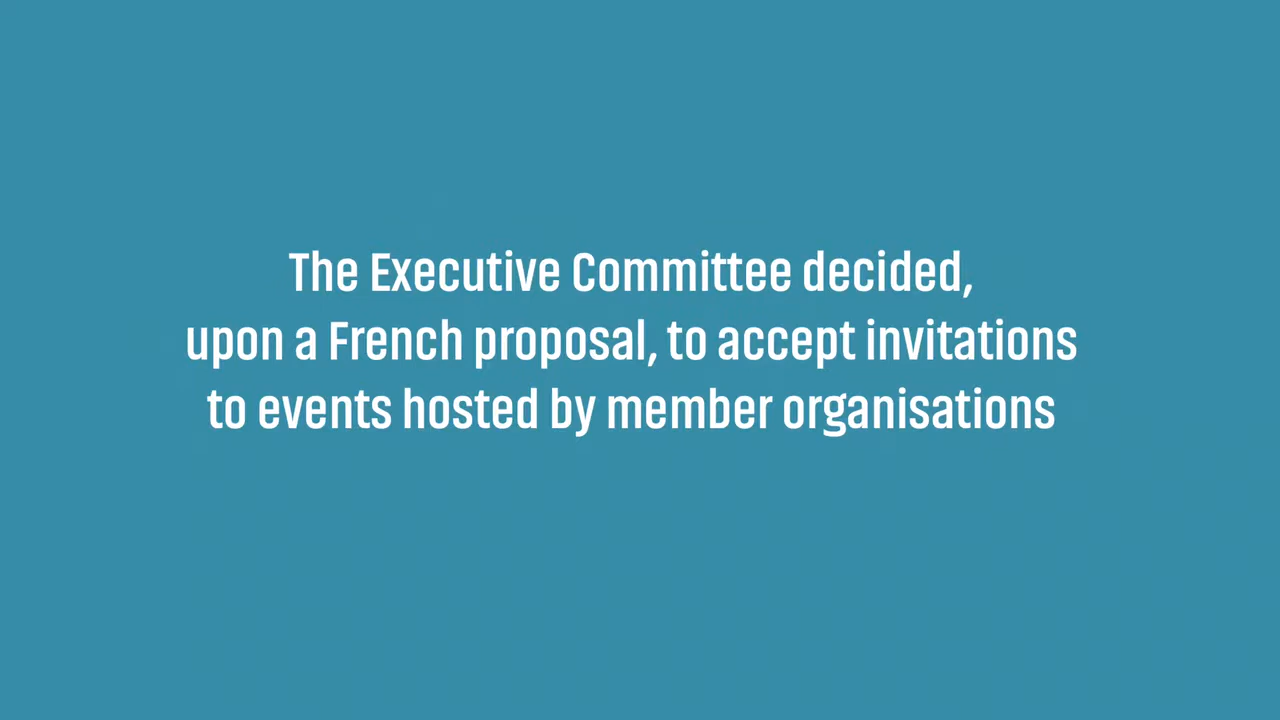 The Executive Committee decided,
upon a French proposal, to accept invitations
to events hosted by member organisations